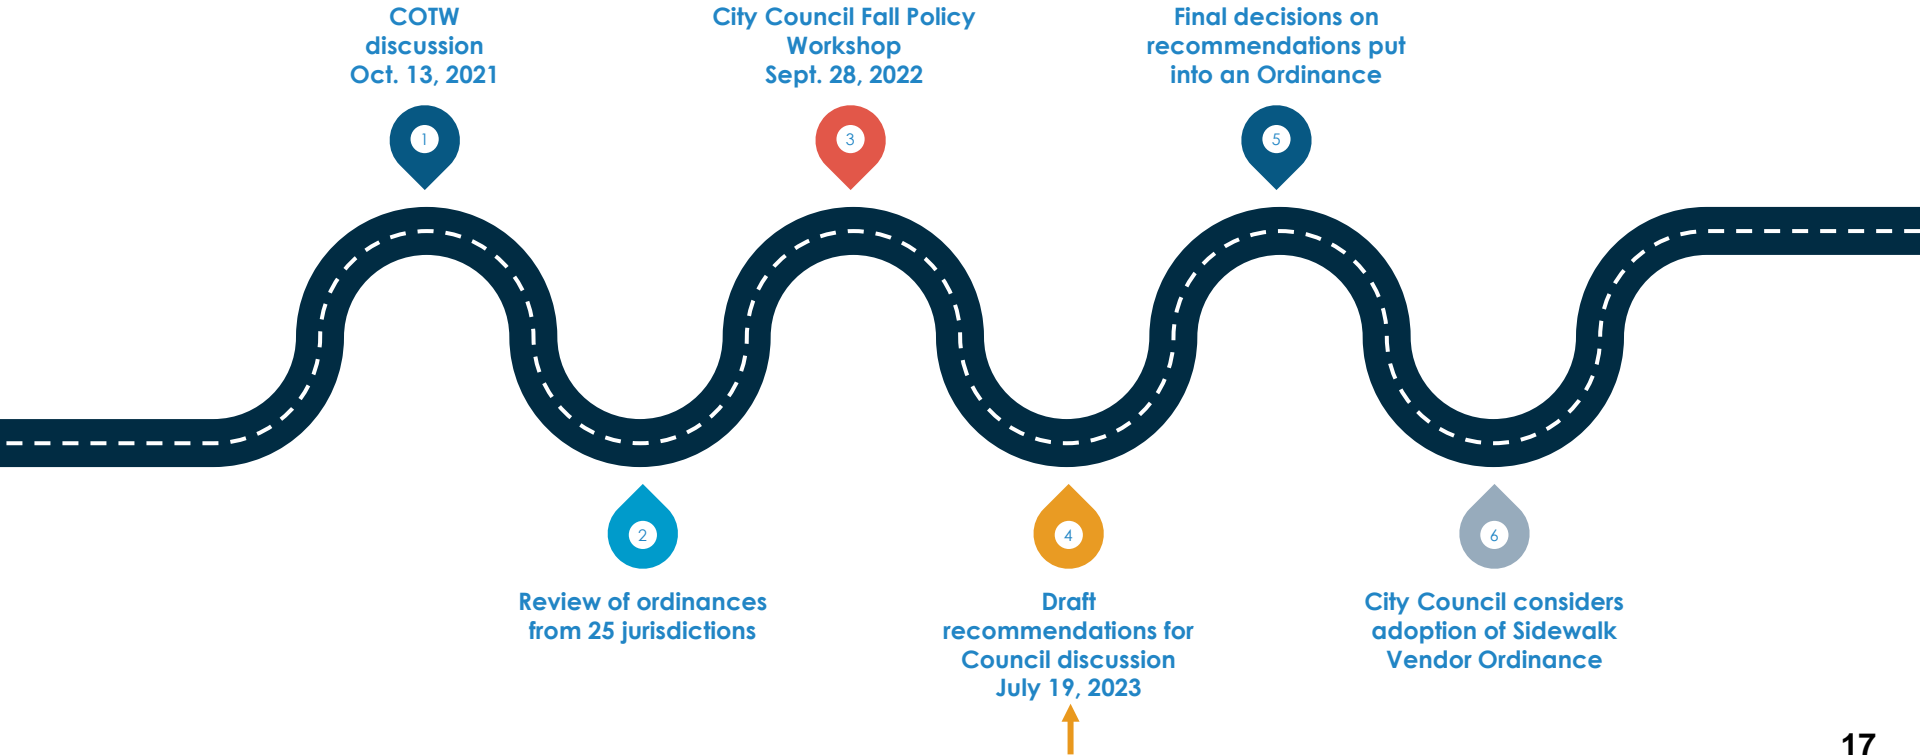 COTW
discussion
Oct. 13, 2021
City Council Fall Policy
Workshop
Sept. 28, 2022
Final decisions on
recommendations put
into an Ordinance
1
3
5
2
4
6
Review of ordinances
from 25 jurisdictions
Draft
recommendations for
Council discussion
July 19, 2023
City Council considers
adoption of Sidewalk
Vendor Ordinance
17